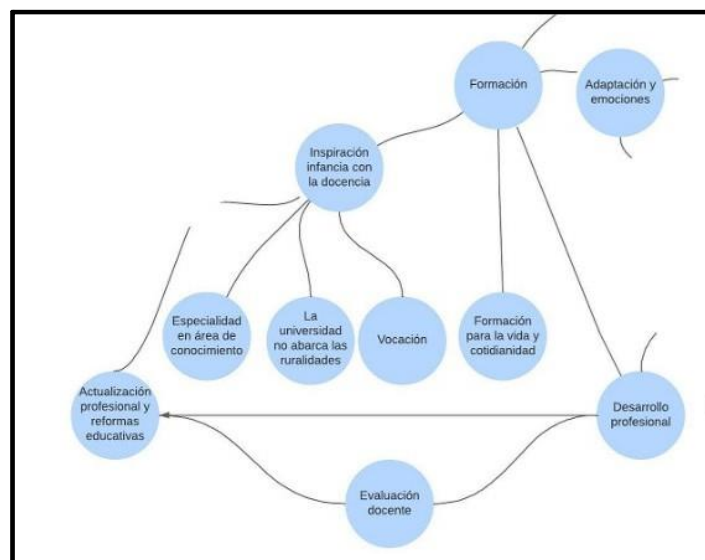 Formación
Adaptación y
emociones
Inspiración
infancia con
la docencia
Especialidad
en área de
conocimiento
La
universidad
no abarca las
ruralidades
Vocación
Formación
para la vida y
cotidianidad
Actualización
profesional y
reformas
educativas
Desarrollo
profesional
Evaluación
docente